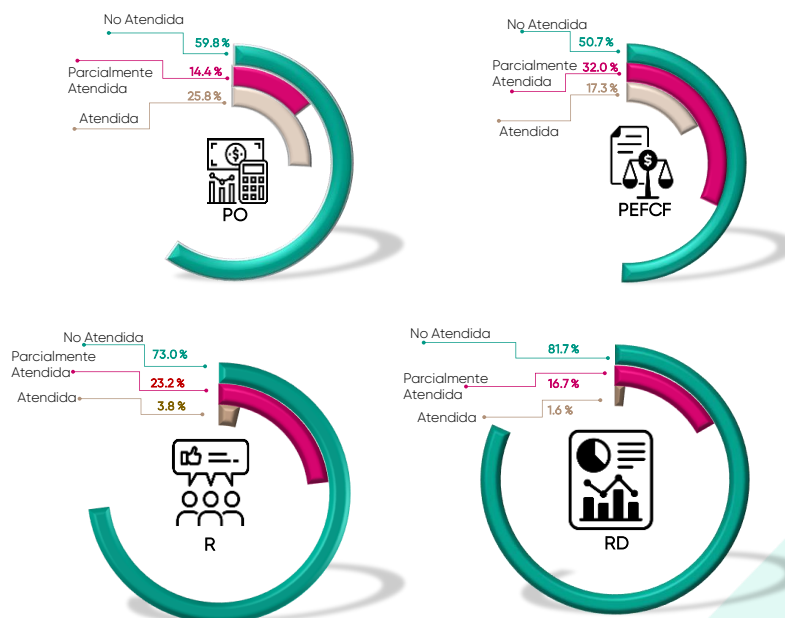 No Atendida
59.8%
Parcialmente
Atendida
14.4%
Atendida
25.8%
$
PO
No Atendida
50.7%
Parcialmente
Atendida
32.0%
Atendida
17.3%
$
PEFCF
No Atendida
73.0%
Parcialmente
Atendida
23.2%
Atendida
3.8%
R
No Atendida
81.7%
Parcialmente
Atendida
16.7%
Atendida
1.6%
RD